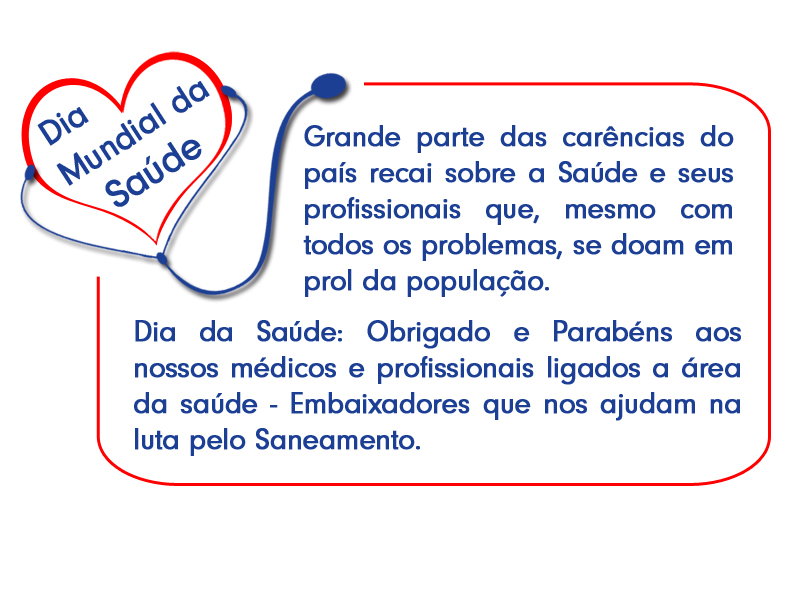 Dia
Mundial da
Saúde
Grande parte das carências do
país recai sobre a Saúde e seus
profissionais que, mesmo com
todos os problemas, se doam em
prol da população.
Dia da Saúde: Obrigado e Parabéns aos
nossos médicos e profissionais ligados a área
da saúde - Embaixadores que nos ajudam na
luta pelo Saneamento.